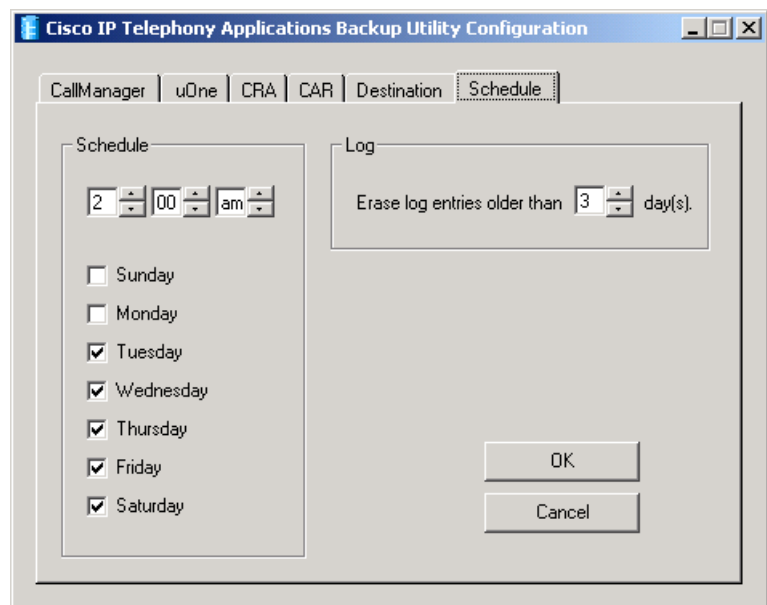 Cisco IP Telephony Applications Backup Utility Configuration
CallManager uOne CRA CAR Destination Schedule
Schedule
2 00 am
Sunday
Monday
Tuesday
Wednesday
Thursday
Friday
Saturday
Log
Erase log entries older than 3 day(s).
OK
Cancel